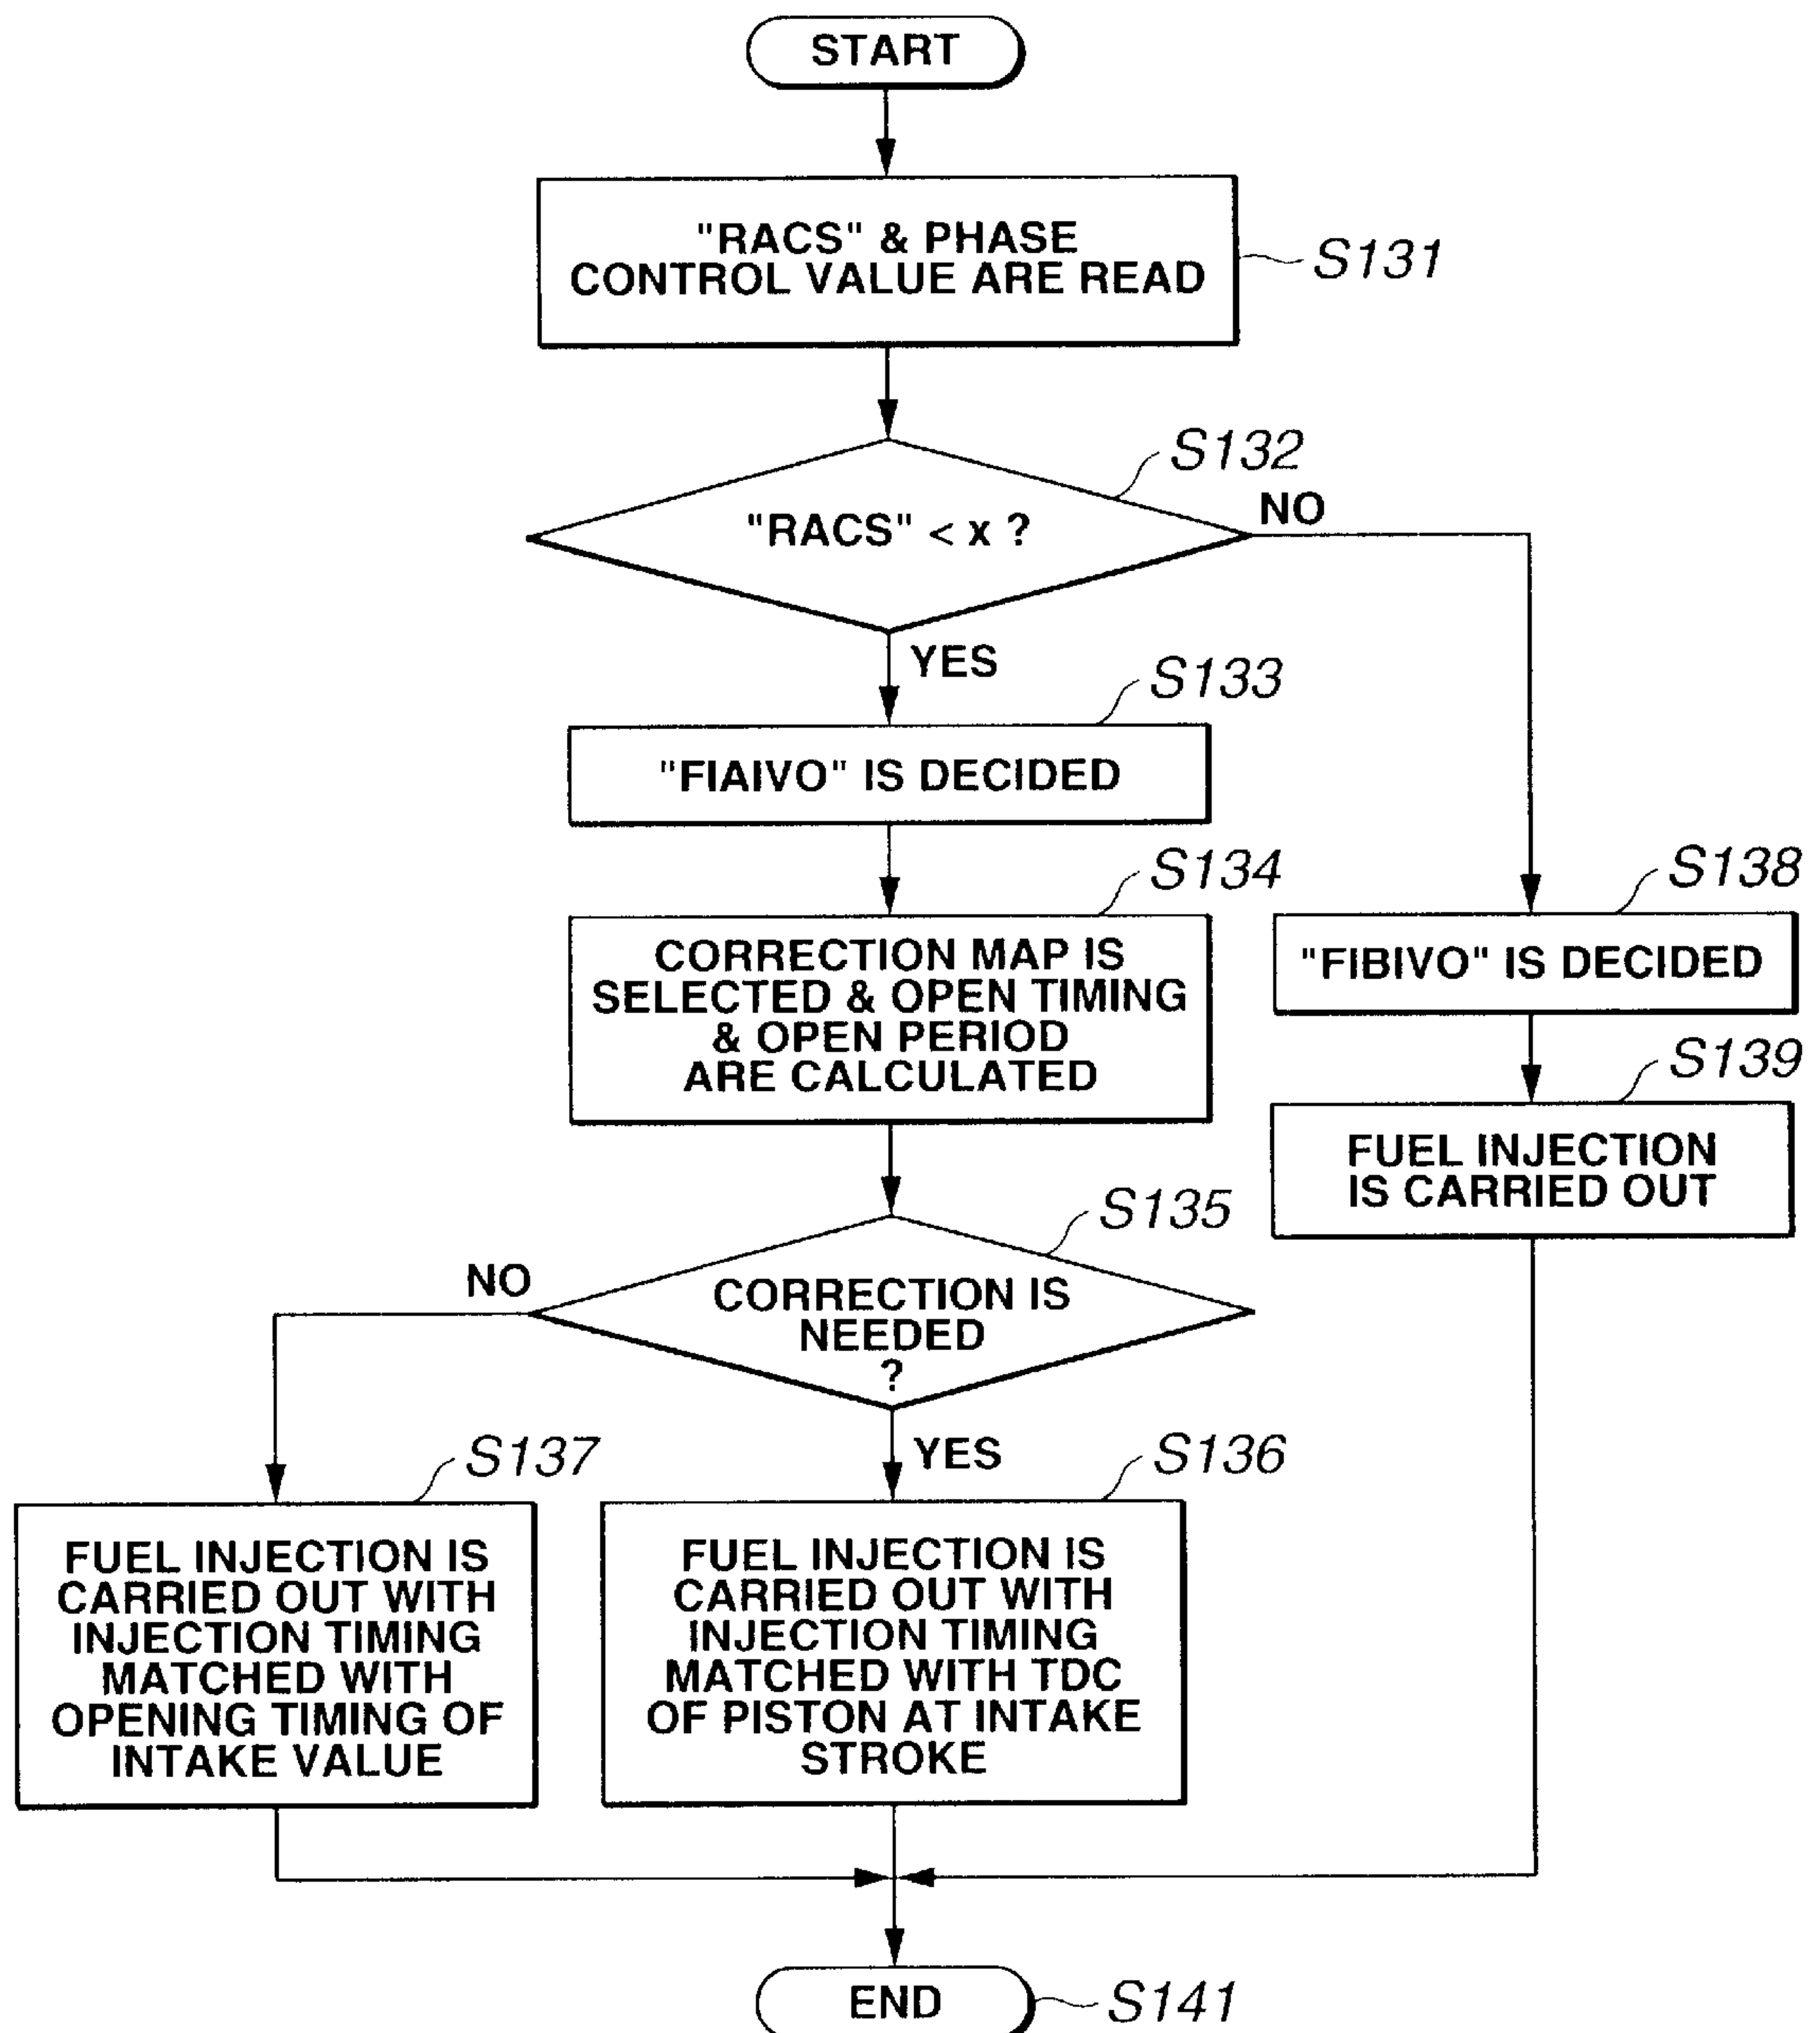 START
"RACS" & PHASE
CONTROL VALUE ARE READ
S131
S132
"RACS" < x ?
NO
YES
S133
"FIAIVO" IS DECIDED
S134
CORRECTION MAP IS
SELECTED & OPEN TIMING
& OPEN PERIOD
ARE CALCULATED
S138
"FIBIVO" IS DECIDED
S139
FUEL INJECTION
IS CARRIED OUT
S135
NO
CORRECTION IS
NEEDED
?
YES
S137
FUEL INJECTION IS
CARRIED OUT WITH
INJECTION TIMING
MATCHED WITH
OPENING TIMING OF
INTAKE VALUE
S136
FUEL INJECTION IS
CARRIED OUT WITH
INJECTION TIMING
MATCHED WITH TDC
OF PISTON AT INTAKE
STROKE
END
S141